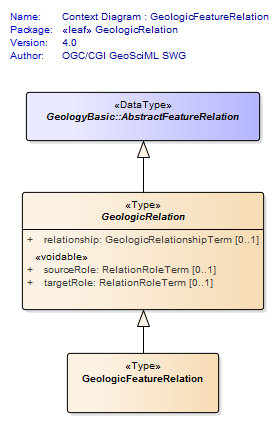 Name: Context Diagram : GeologicFeatureRelation
Package: «leaf» GeologicRelation
Version: 4.0
Author: OGC/CGI GeoSciML SWG
«DataType»
GeologyBasic::AbstractFeatureRelation
«Type»
GeologicRelation
+ relationship: GeologicRelationshipTerm [0..1]
«voidable»
+ sourceRole: RelationRoleTerm [0..1]
+ targetRole: RelationRoleTerm [0..1]
«Type»
GeologicFeatureRelation